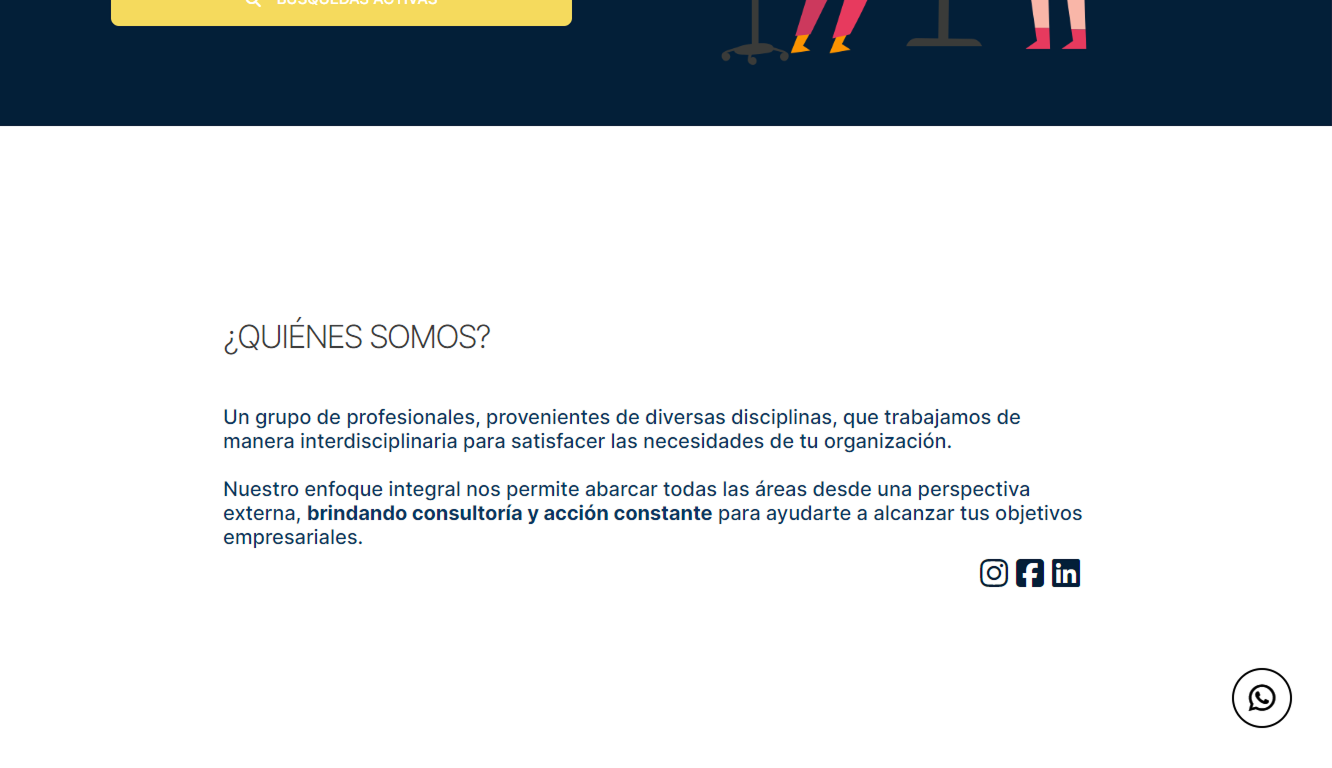 BÚSQUEDAS ACTIVAS
¿QUIÉNES SOMOS?
Un grupo de profesionales, provenientes de diversas disciplinas, que trabajamos de
manera interdisciplinaria para satisfacer las necesidades de tu organización.
Nuestro enfoque integral nos permite abarcar todas las áreas desde una perspectiva
externa, brindando consultoría y acción constante para ayudarte a alcanzar tus objetivos
empresariales.